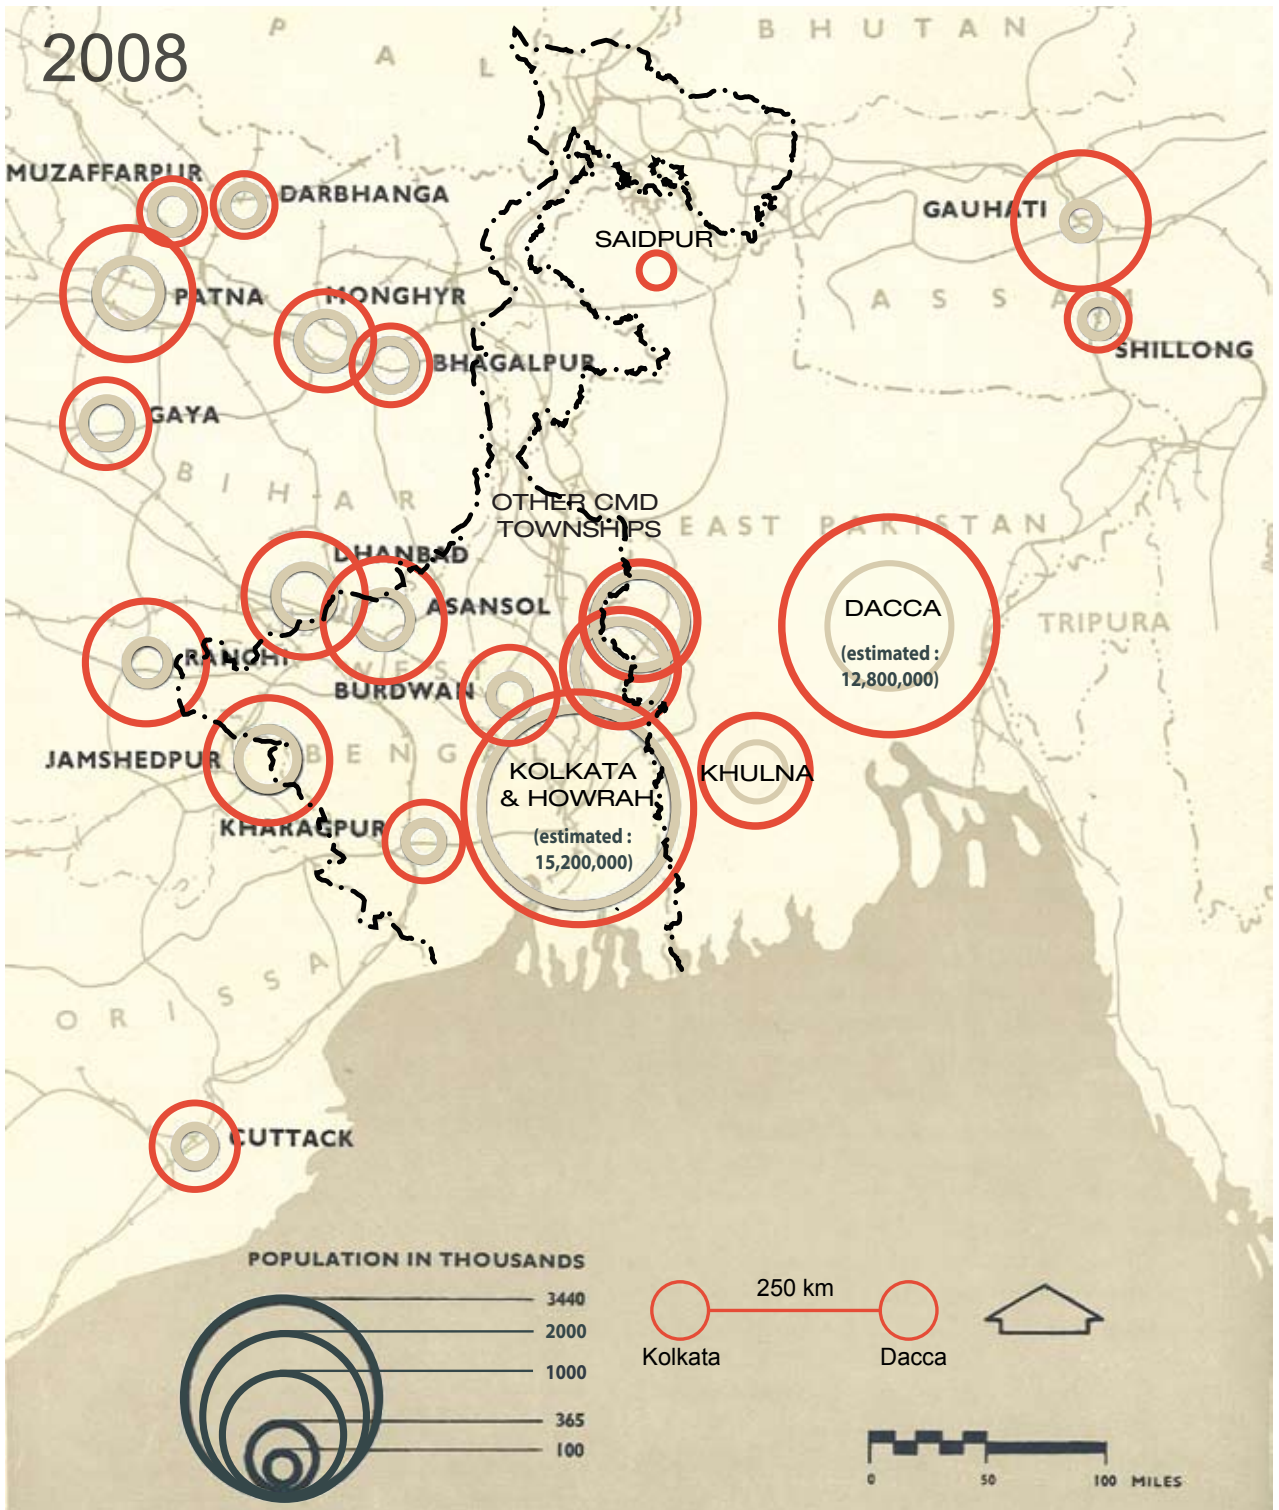 2008
P A L
BHUTAN
MUZAFFARPUR
DARBHANGA
GAUHATI
SAIDPUR
PATNA
MONGHYR
ASSAM
BHAGALPUR
SHILLONG
GAYA
BIHAR
OTHER CMD
TOWNSHIPS
EAST PAKISTAN
DHANBAD
ASANSOL
DACCA
TRIPURA
(estimated :
12,800,000)
RANCHI
WEST
BURDWAN
JAMSHEDPUR
BENGAL
KOLKATA
& HOWRAH
KHULNA
KHARAGPUR
(estimated :
15,200,000)
ORISSA
CUTTACK
POPULATION IN THOUSANDS
3440
2000
1000
365
100
250 km
Kolkata
Dacca
0
50
100 MILES